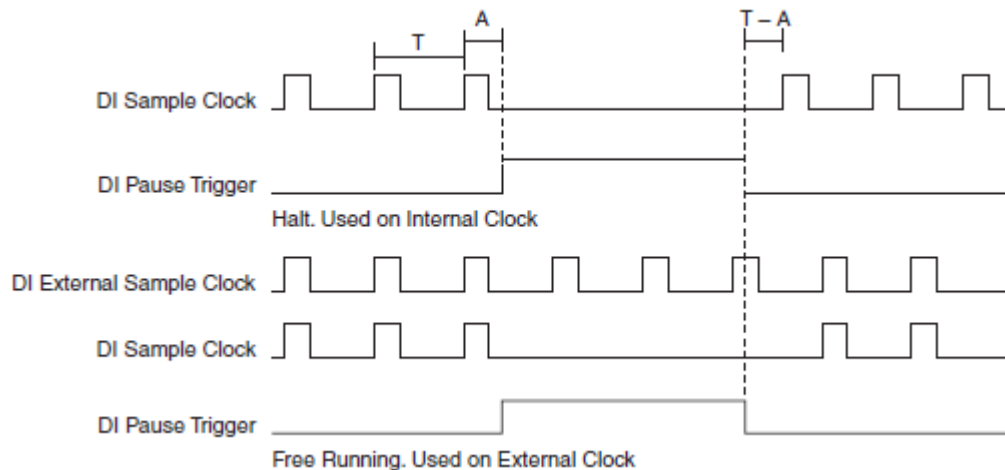 A
T – A
T
DI Sample Clock
DI Pause Trigger
Halt. Used on Internal Clock
DI External Sample Clock
DI Sample Clock
DI Pause Trigger
Free Running. Used on External Clock